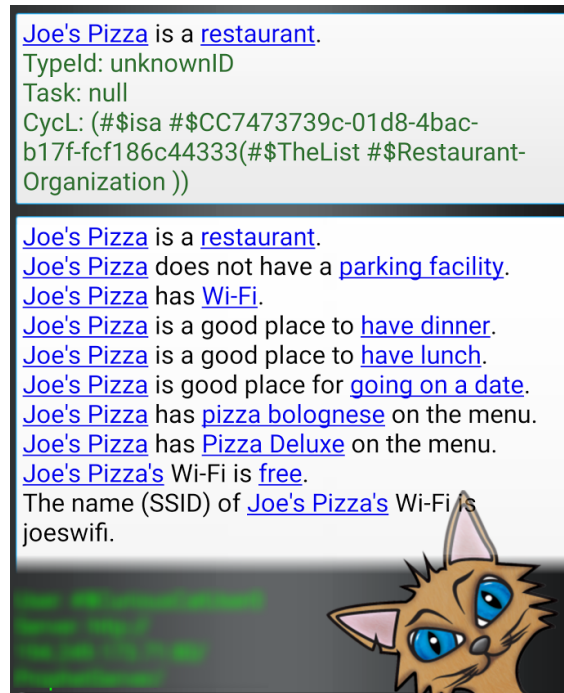 Joe's Pizza is a restaurant.
TypeId: unknownID
Task: null
CycL: (#$isa #$CC7473739c-01d8-4bac-
b17f-fcf186c44333(#$TheList #$Restaurant-
Organization ))
Joe's Pizza is a restaurant.
Joe's Pizza does not have a parking facility.
Joe's Pizza has Wi-Fi.
Joe's Pizza is a good place to have dinner.
Joe's Pizza is a good place to have lunch.
Joe's Pizza is good place for going on a date.
Joe's Pizza has pizza bolognese on the menu.
Joe's Pizza has Pizza Deluxe on the menu.
Joe's Pizza's Wi-Fi is free.
The name (SSID) of Joe's Pizza's Wi-Fi is
joeswifi.